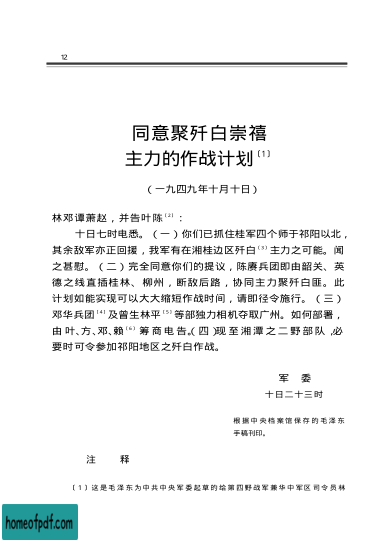 12
同意聚歼白崇禧
主力的作战计划〔1〕
（一九四九年十月十日）
林邓谭萧赵，并告叶陈〔2〕：
十日七时电悉。（一）你们已抓住桂军四个师于祁阳以北，
其余敌军亦正回援，我军有在湘桂边区歼白〔3〕主力之可能。闻
之甚慰。（二）完全同意你们的提议，陈赓兵团即由韶关、英
德之线直插桂林、柳州，断敌后路，协同主力聚歼白匪。此
计划如能实现可以大大缩短作战时间，请即径令施行。（三）
邓华兵团〔4〕及曾生林平〔5〕等部独力相机夺取广州。如何部署，
由叶、方、邓、赖〔6〕筹商电告。（四）现至湘潭之二野部队，必
要时可令参加祁阳地区之歼白作战。
军 委
十日二十三时
根据中央档案馆保存的毛泽东
手稿刊印。
注 释
〔1〕这是毛泽东为中共中央军委起草的给第四野战军兼华中军区司令员林
homeofpdf.com